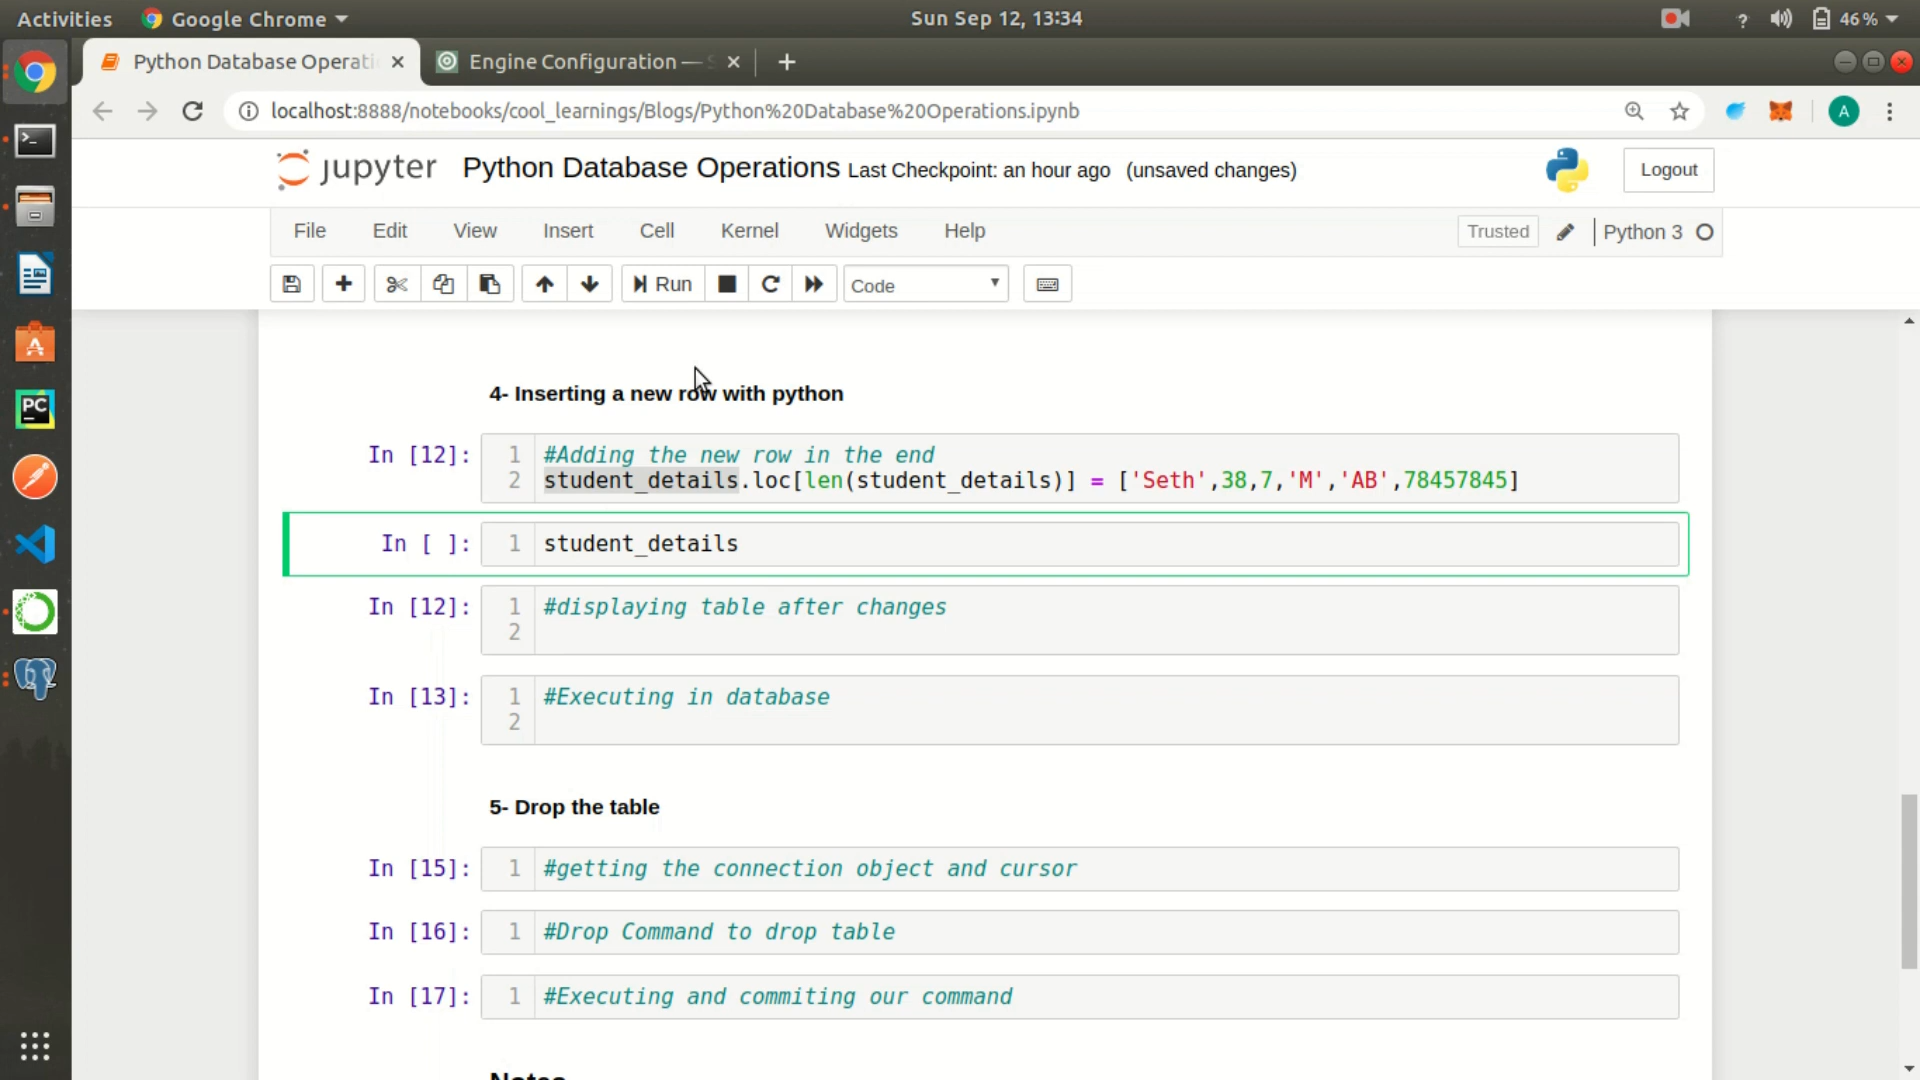 Activities Google Chrome Sun Sep 12, 13:34 ? 46%
Python Database Operati Engine Configuration — S
localhost:8888/notebooks/cool_learnings/Blogs/Python%20Database%20Operations.ipynb A
jupyter Python Database Operations Last Checkpoint: an hour ago (unsaved changes) Logout
File Edit View Insert Cell Kernel Widgets Help Trusted Python 3
Run Code
4- Inserting a new row with python
In [12]: 1 #Adding the new row in the end
2 student_details.loc[len(student_details)] = ['Seth',38,7,'M','AB',78457845]
In [ ]: 1 student_details
In [12]: 1 #displaying table after changes
2
In [13]: 1 #Executing in database
2
5- Drop the table
In [15]: 1 #getting the connection object and cursor
In [16]: 1 #Drop Command to drop table
In [17]: 1 #Executing and commiting our command
Notes
PC